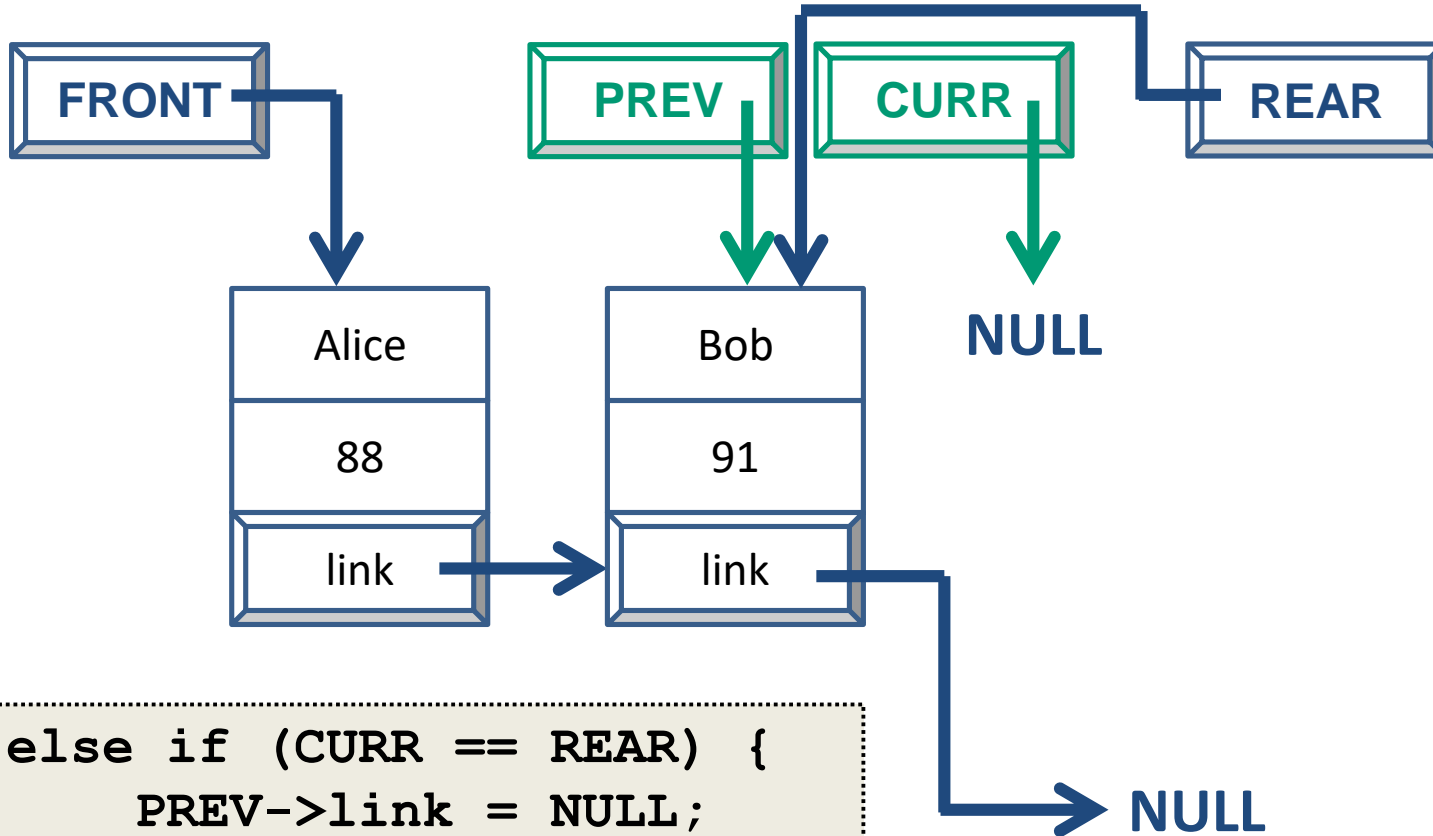 FRONT
PREV
CURR
REAR
Alice
Bob
NULL
88
91
link
link
else if (CURR == REAR) {
PREV->link = NULL;
NULL